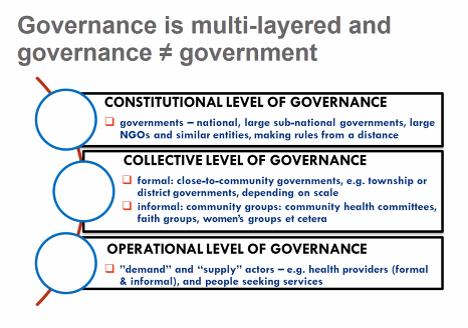 Governance is multi-layered and
governance ≠ government
CONSTITUTIONAL LEVEL OF GOVERNANCE
❑ governments – national, large sub-national governments, large
NGOs and similar entities, making rules from a distance
COLLECTIVE LEVEL OF GOVERNANCE
❑ formal: close-to-community governments, e.g. township or
district governments, depending on scale
❑ informal: community groups: community health committees,
faith groups, women's groups et cetera
OPERATIONAL LEVEL OF GOVERNANCE
❑ ”demand” and “supply” actors – e.g. health providers (formal
& informal), and people seeking services